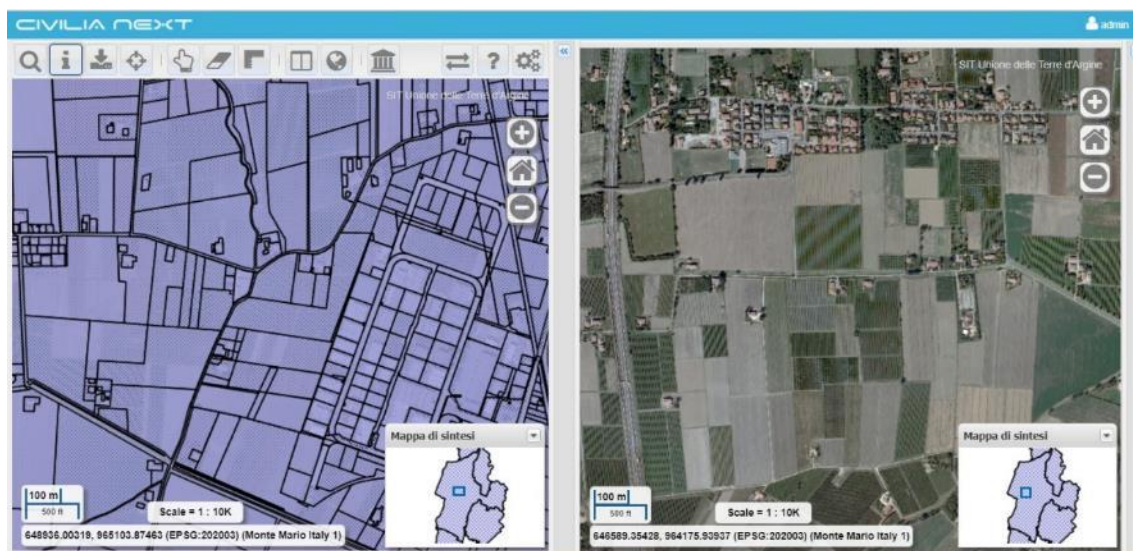 CIVILIA NEXT
admin
SIT Unione delle Terre d'Argine
Mappa di sintesi
100 m
500 ft
Scale = 1 : 10K
648936.00319, 965103.87463 (EPSG:202003) (Monte Mario Italy 1)
SIT Unione delle Terre d'Argine
Mappa di sintesi
100 m
500 ft
Scale = 1 : 10K
646589.35428, 964175.93937 (EPSG:202003) (Monte Mario Italy 1)